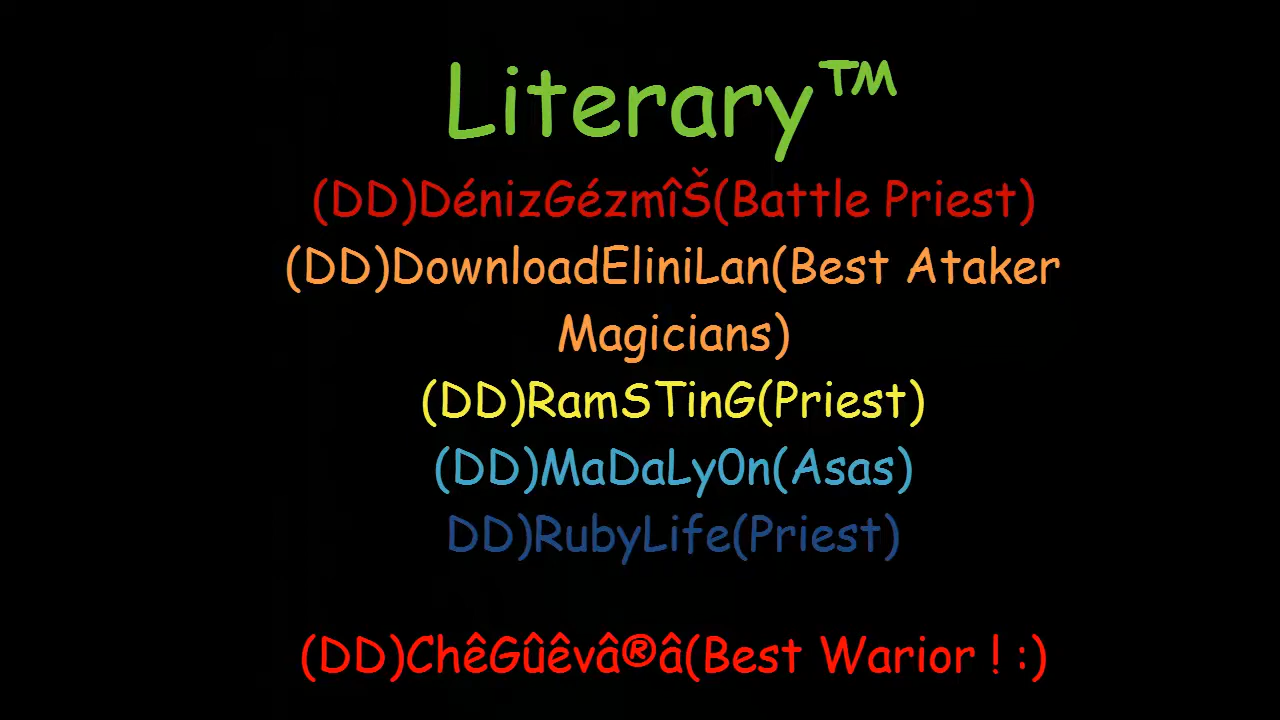 Literary™
(DD)DénizGézmîŠ(Battle Priest)
(DD)DownloadEliniLan(Best Ataker
Magicians)
(DD)RamSTinG(Priest)
(DD)MaDaLy0n(Asas)
DD)RubyLife(Priest)
(DD)ChêGûêvâ®â(Best Warior ! :)